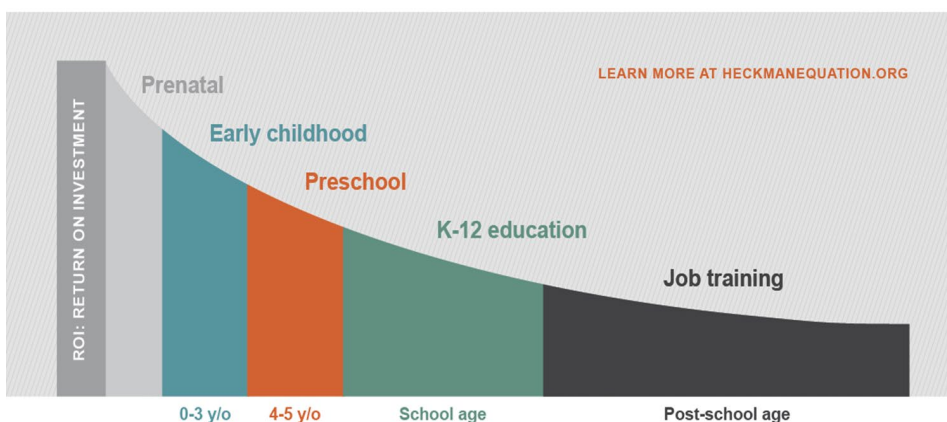 LEARN MORE AT HECKMANEQUATION.ORG
Prenatal
Early childhood
Preschool
K-12 education
Job training
ROI: RETURN ON INVESTMENT
0-3 y/o
4-5 y/o
School age
Post-school age